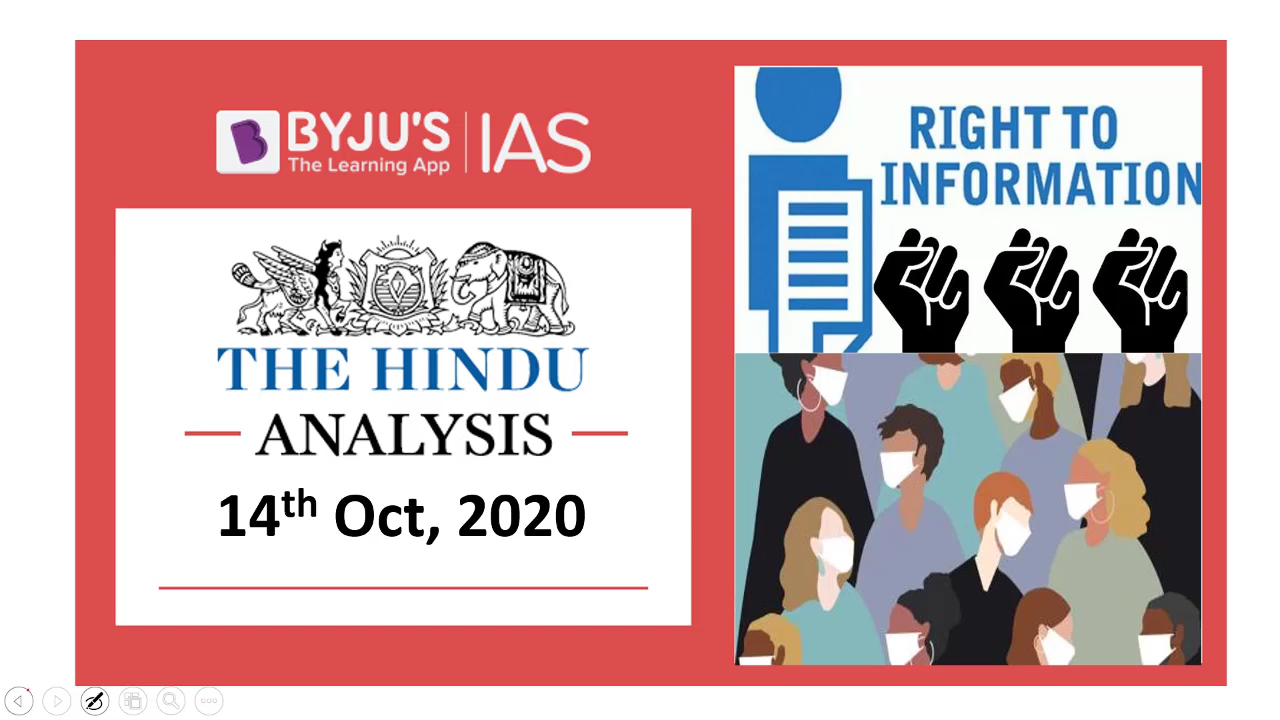 BYJU'S
The Learning App
IAS
THE HINDU
ANALYSIS
14th Oct, 2020
RIGHT TO
INFORMATION